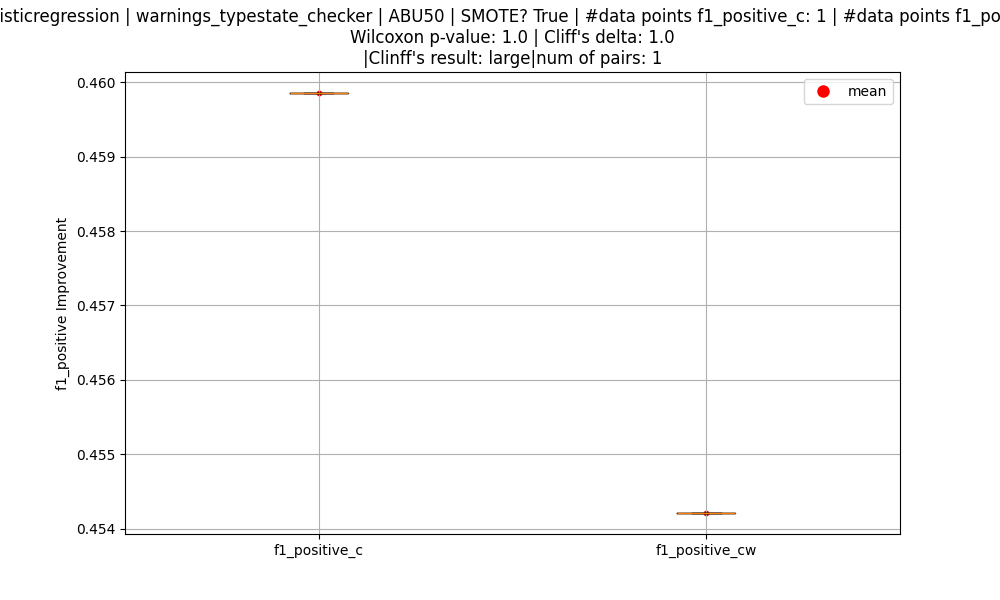 isticregression | warnings_typestate_checker | ABU50 | SMOTE? True | #data points f1_positive_c: 1 | #data points f1_po
Wilcoxon p-value: 1.0 | Cliff's delta: 1.0
|Clinff's result: large|num of pairs: 1
mean
0.460
0.459
0.458
0.457
0.456
0.455
0.454
f1_positive Improvement
f1_positive_c
f1_positive_cw